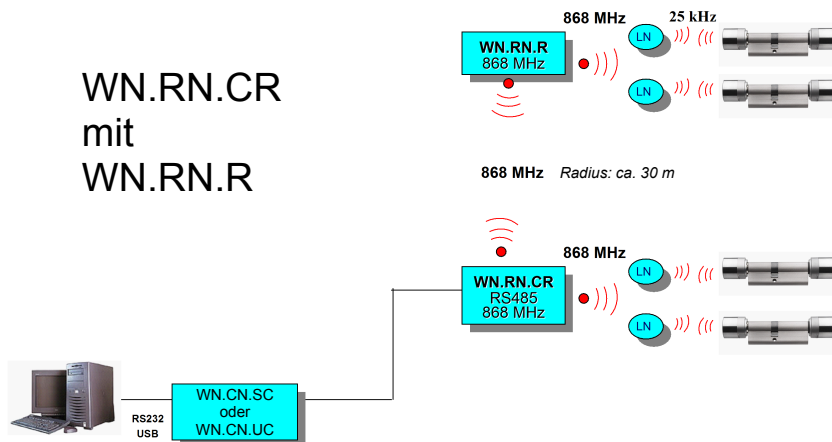 WN.RN.CR
mit
WN.RN.R
WN.RN.R
868 MHz
868 MHz
25 kHz
LN
LN
868 MHz Radius: ca. 30 m
WN.RN.CR
RS485
868 MHz
868 MHz
LN
LN
RS232
USB
WN.CN.SC
oder
WN.CN.UC